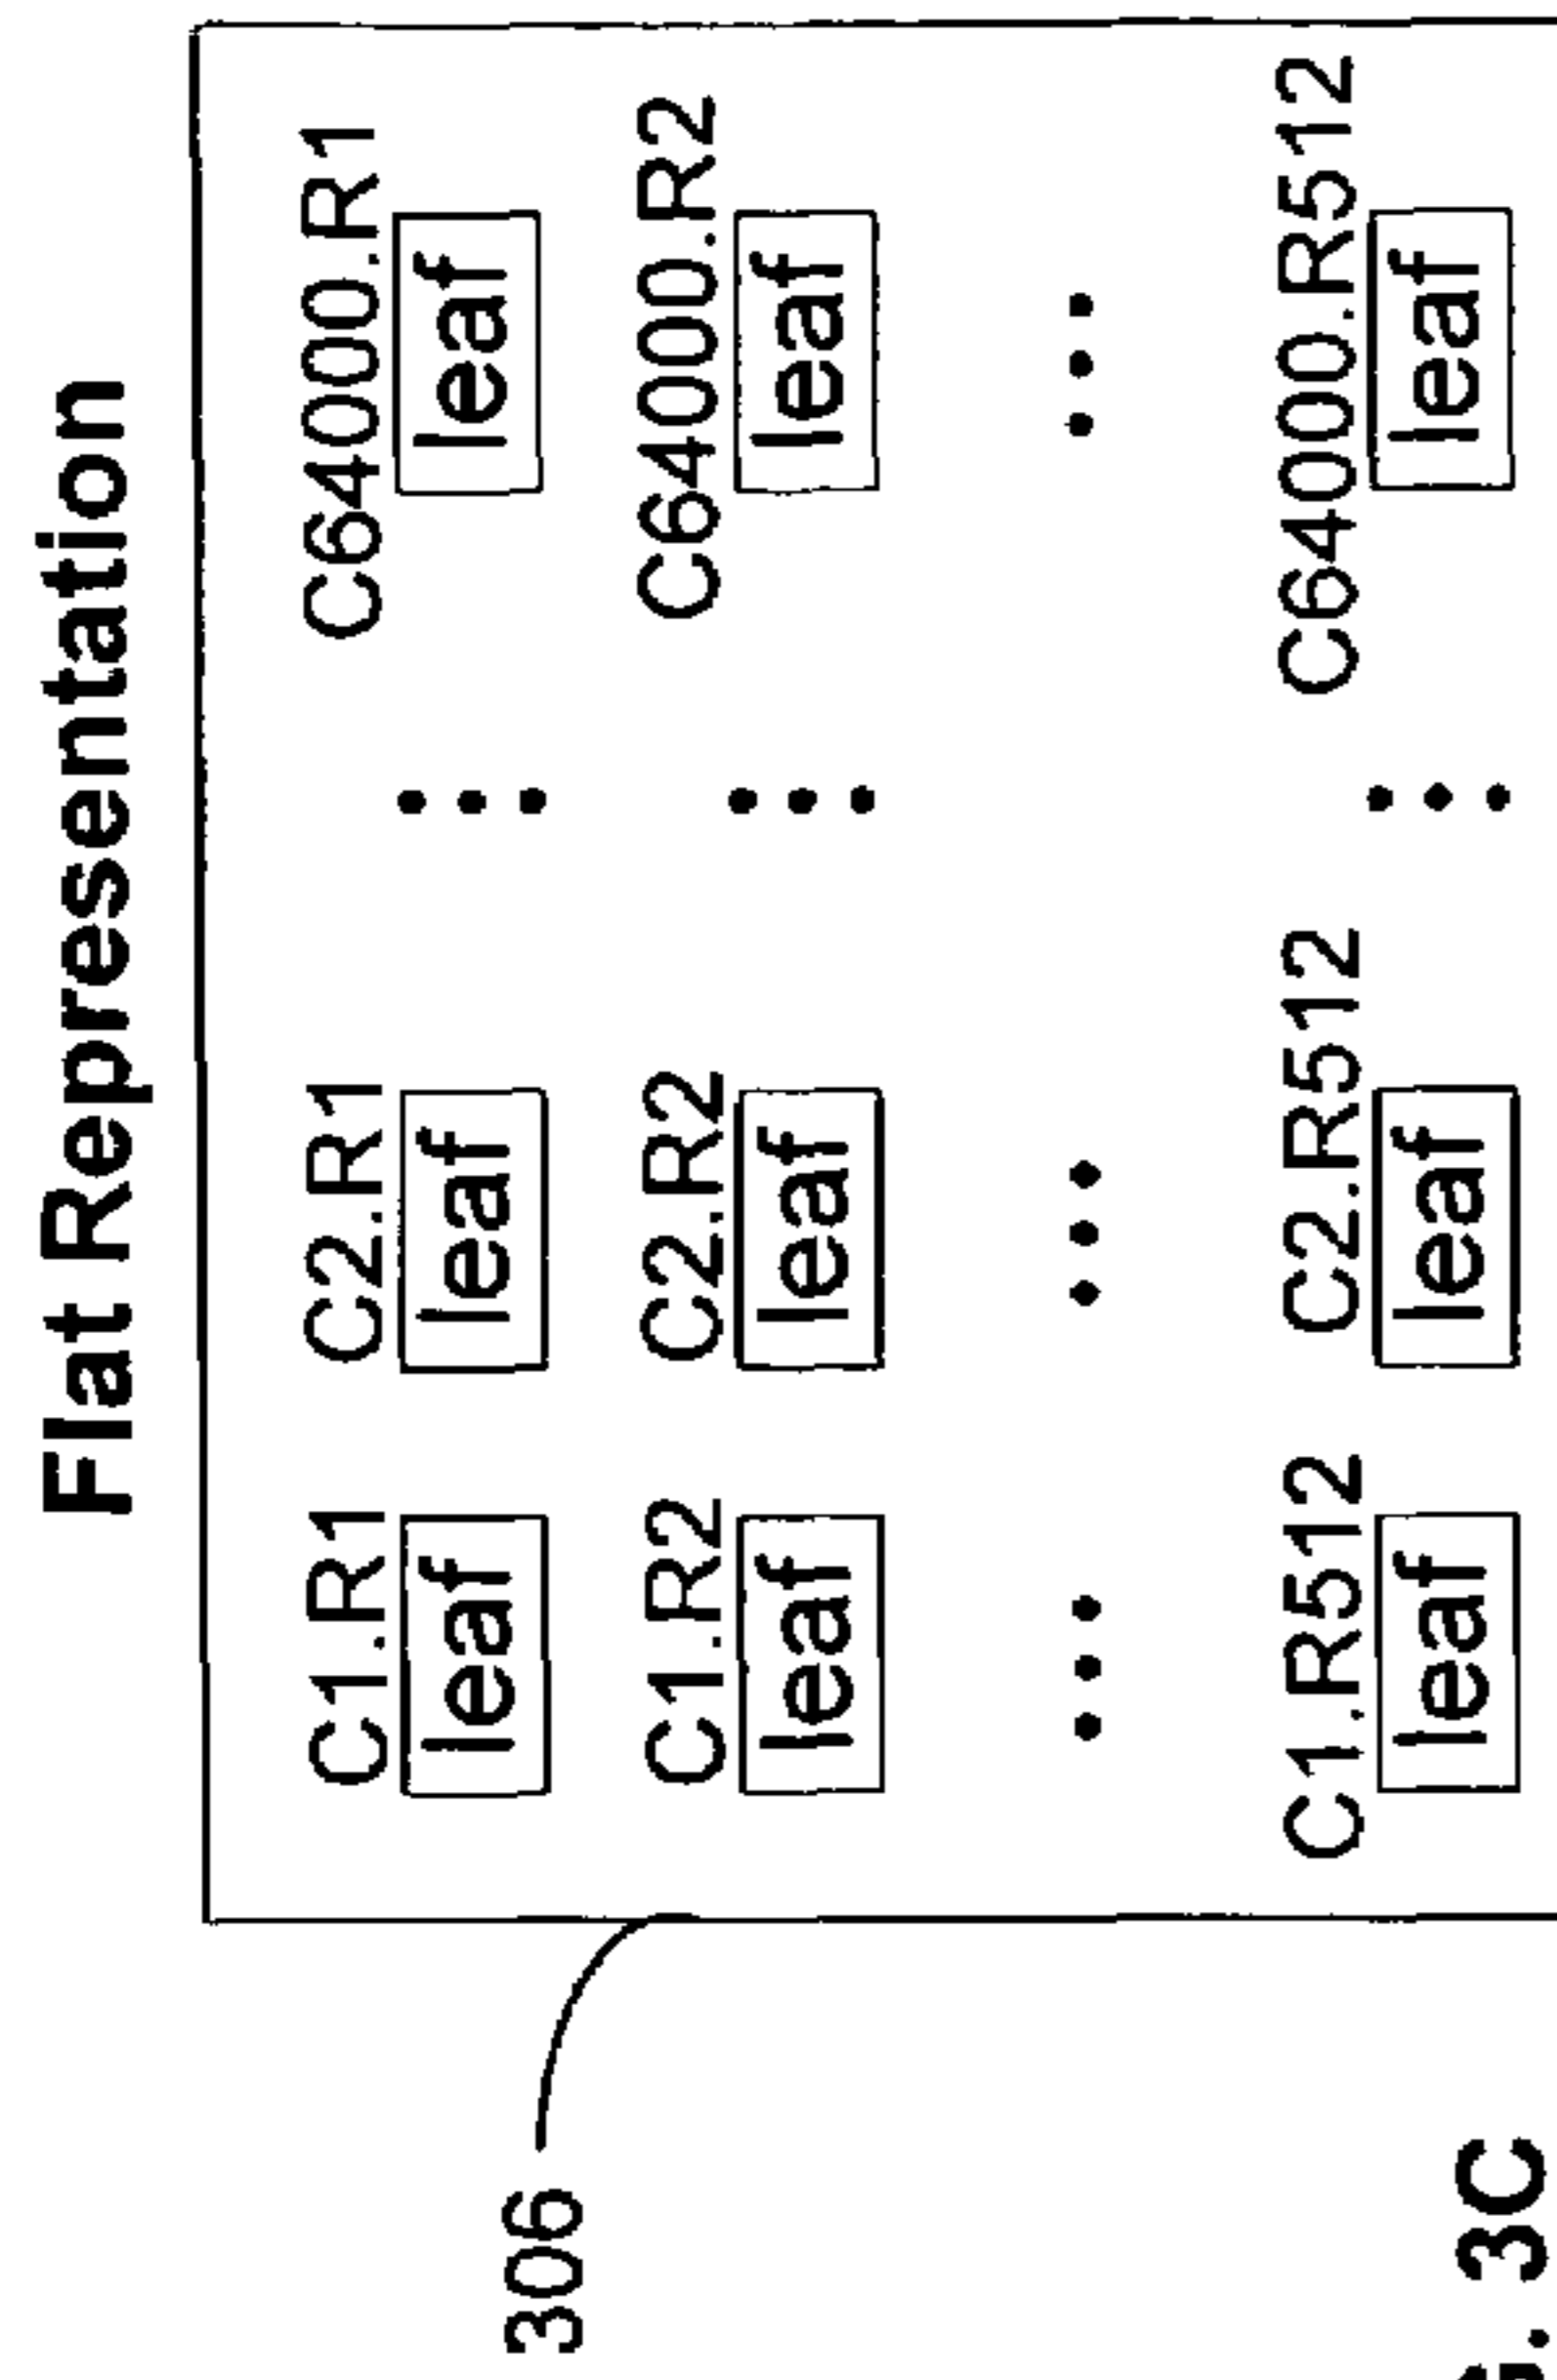 Flat Representation
C1.R1 C2.R1 C64000.R1
leaf leaf ••• leaf
C1.R2 C2.R2 C64000.R2
leaf leaf ••• leaf
••• ••• •••
C1.R512 C2.R512 C64000.R512
leaf leaf ••• leaf
306
3C